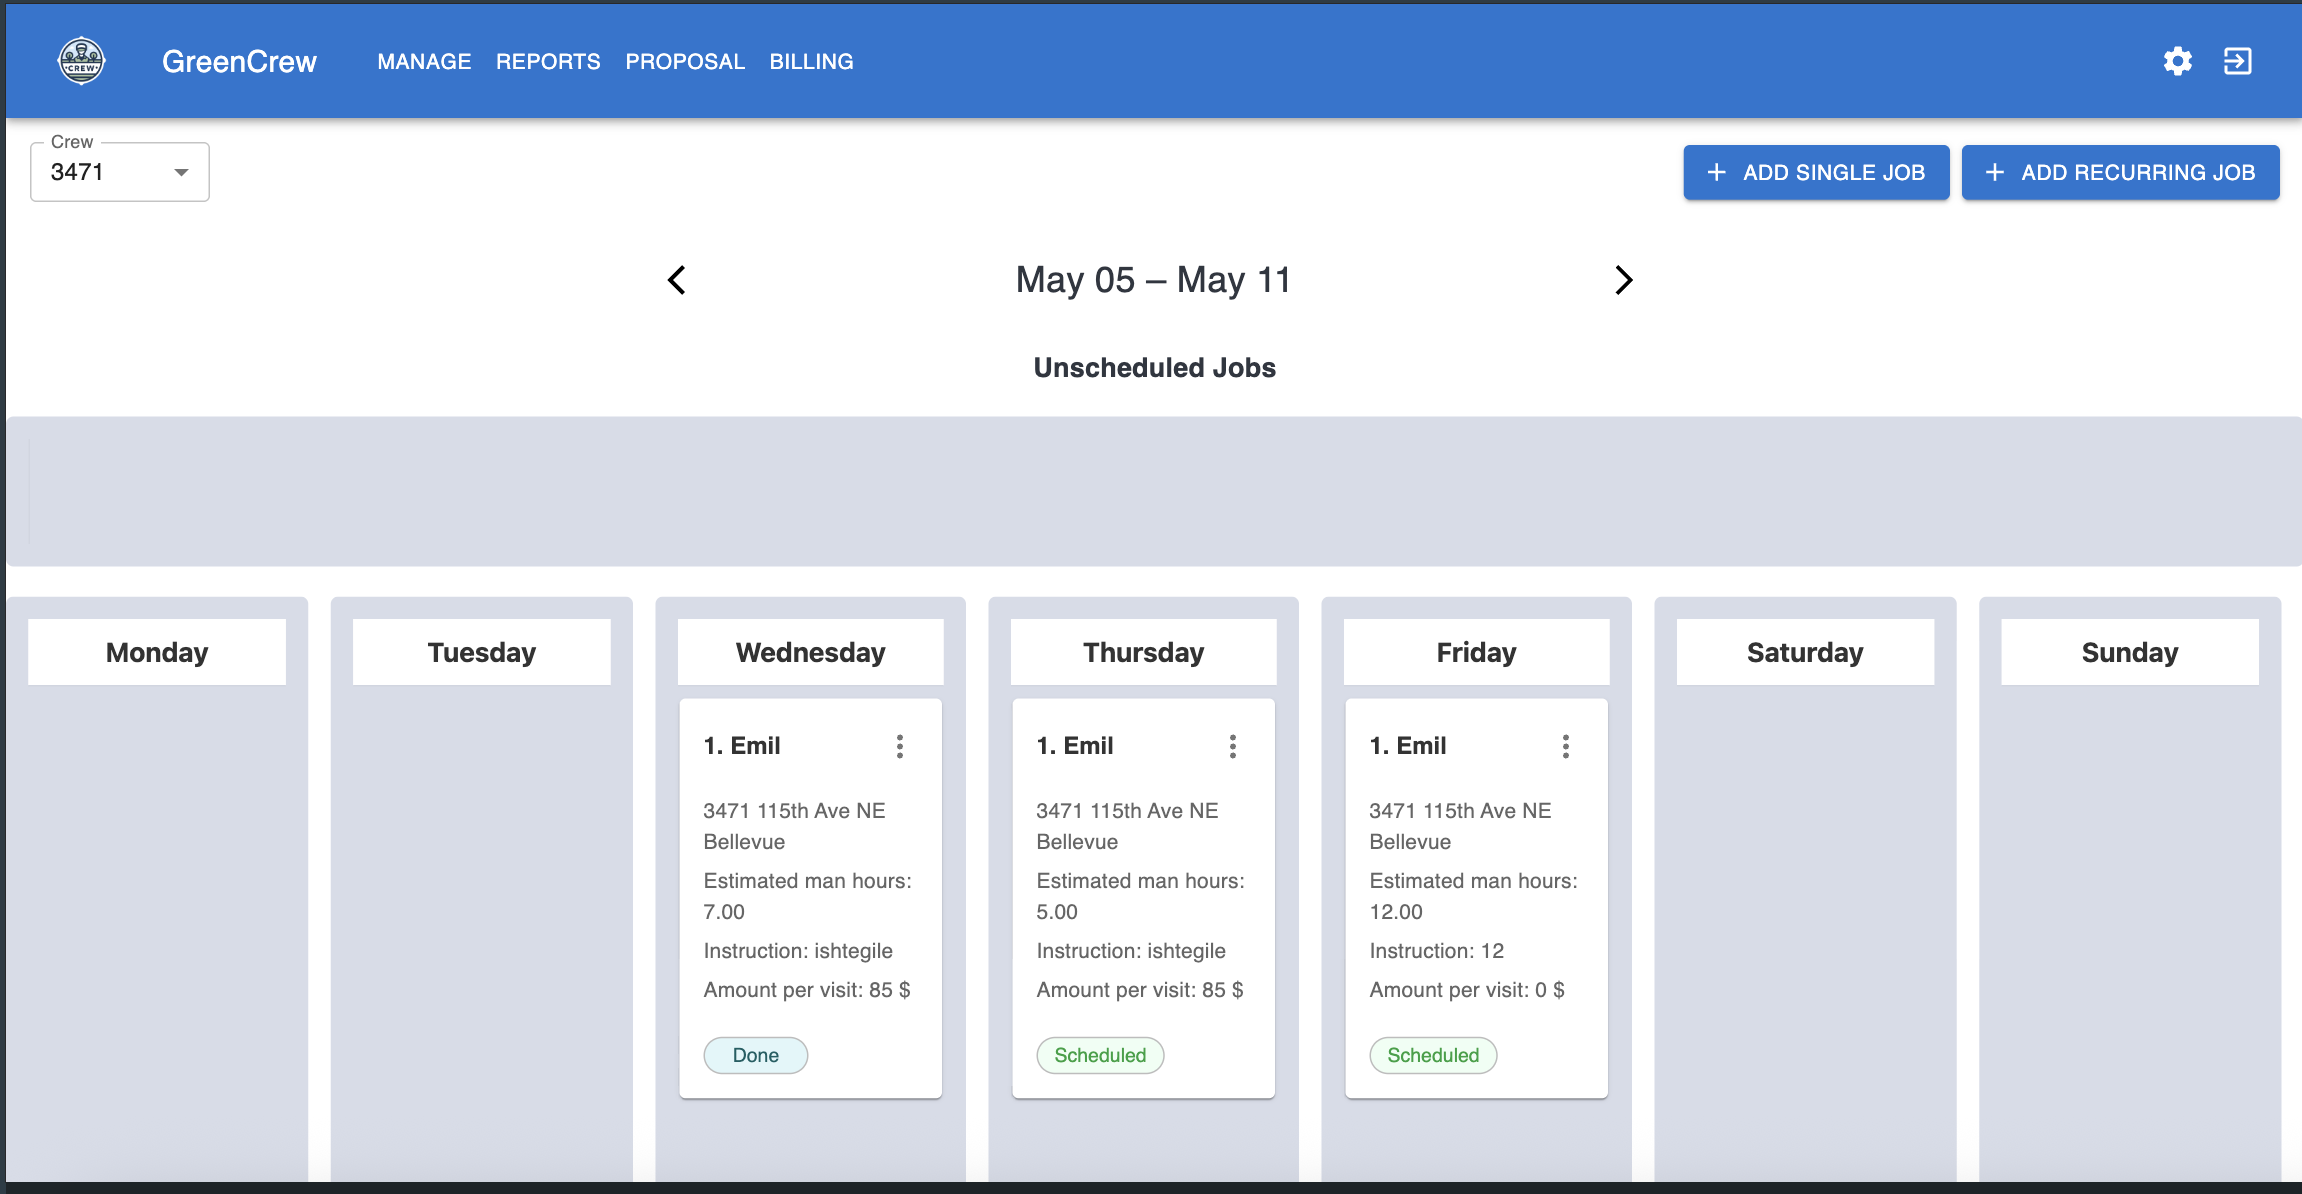 CREW
GreenCrew
MANAGE REPORTS PROPOSAL BILLING
Crew
3471
+ ADD SINGLE JOB
+ ADD RECURRING JOB
May 05 – May 11
Unscheduled Jobs
Monday
Tuesday
Wednesday
1. Emil
3471 115th Ave NE
Bellevue
Estimated man hours:
7.00
Instruction: ishtegile
Amount per visit: 85 $
Done
Thursday
1. Emil
3471 115th Ave NE
Bellevue
Estimated man hours:
5.00
Instruction: ishtegile
Amount per visit: 85 $
Scheduled
Friday
1. Emil
3471 115th Ave NE
Bellevue
Estimated man hours:
12.00
Instruction: 12
Amount per visit: 0 $
Scheduled
Saturday
Sunday